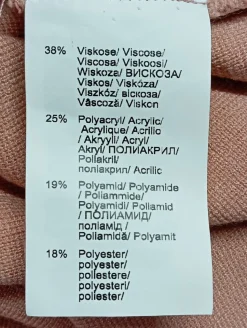 38% Viskose/ Viscose/
Viscosa/ Viskoosi/
Wiskoza/ ВИСКОЗА/
Viskos/ Viskóza/
Viszkóz/ віскоза/
Vâscoză/ Viskon
25% Polyacryl/ Acrylic/
Acrylique/ Acrilico
/ Akryyli/ Acryl/
Akryl/ ПОЛИАКРИЛ/
Poliakril/
поліакрил/ Acrilic
19% Polyamid/ Polyamide
/ Poliammide/
Polyamidi/ Poliamid
/ ПОЛИАМИД/
поліамід /
Poliamidă/ Polyamit
18% Polyester/
polyester/
poliestere/
polyesteri/
poliester/